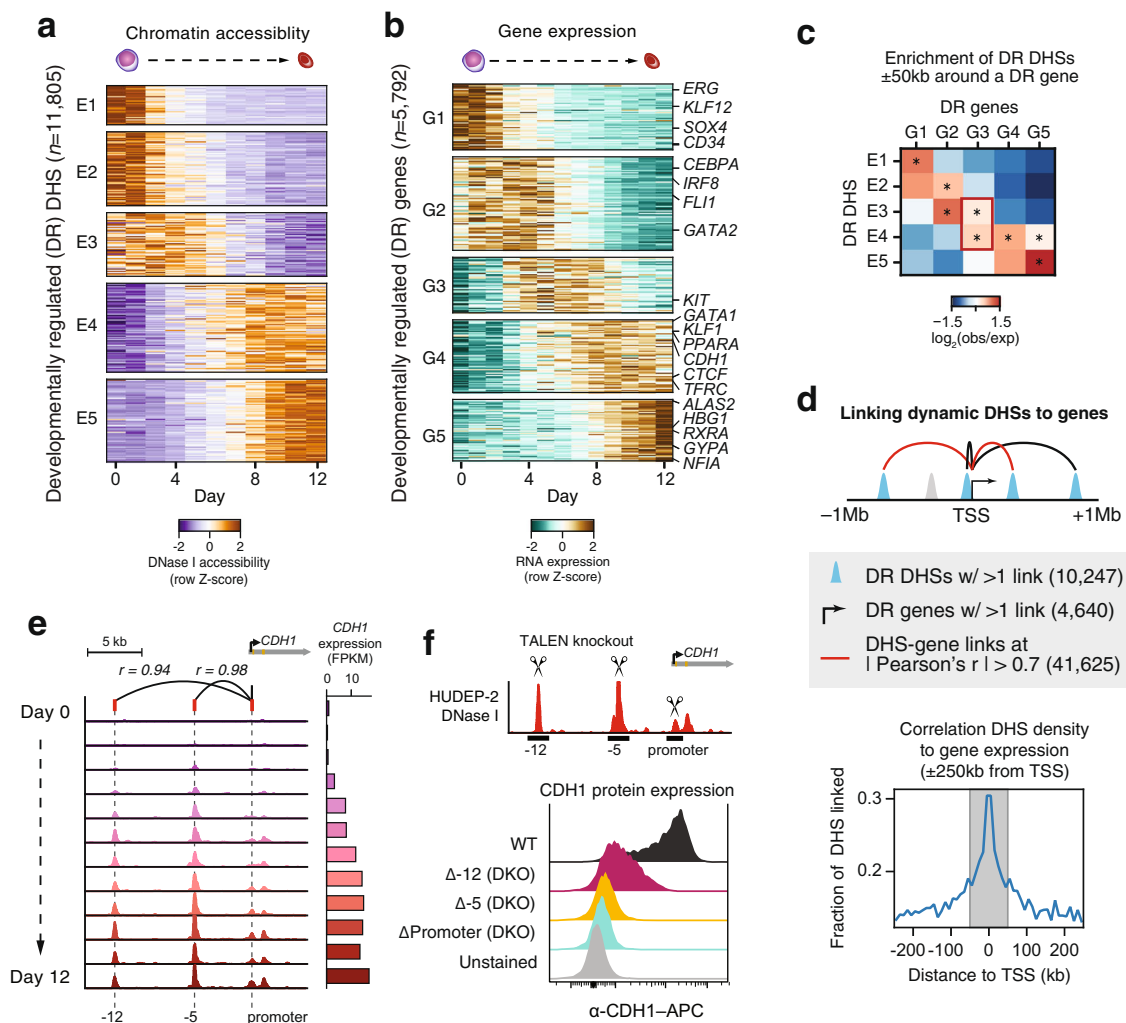 a
Chromatin accessiblity
Developmentally regulated (DR) DHS (n=11,805)
E1
E2
E3
E4
E5
0 4 8 12
Day
-2 0 2
DNase I accessibility
(row Z-score)
b
Gene expression
Developmentally regulated (DR) genes (n=5,792)
G1
G2
G3
G4
G5
ERG
KLF12
SOX4
CD34
CEBPA
IRF8
FLI1
GATA2
KIT
GATA1
KLF1
PPARA
CDH1
CTCF
TFRC
ALAS2
HBG1
RXRA
GYPA
NFIA
0 4 8 12
Day
-2 0 2
RNA expression
(row Z-score)
c
Enrichment of DR DHSs
±50kb around a DR gene
DR genes
G1 G2 G3 G4 G5
DR DHS
E1 *
E2 *
E3 * *
E4 * * *
E5 *
−1.5 1.5
log2(obs/exp)
d
Linking dynamic DHSs to genes
−1Mb TSS +1Mb
DR DHSs w/ >1 link (10,247)
DR genes w/ >1 link (4,640)
DHS-gene links at
| Pearson's r | > 0.7 (41,625)
Correlation DHS density
to gene expression
(±250kb from TSS)
Fraction of DHS linked
0.3
0.2
-200 -100 0 100 200
Distance to TSS (kb)
e
5 kb
CDH1
CDH1
expression
(FPKM)
r = 0.94 r = 0.98
0 10
Day 0
Day 12
-12 -5 promoter
f
TALEN knockout
CDH1
HUDEP-2
DNase I
-12 -5 promoter
CDH1 protein expression
WT
Δ-12 (DKO)
Δ-5 (DKO)
ΔPromoter (DKO)
Unstained
α-CDH1–APC